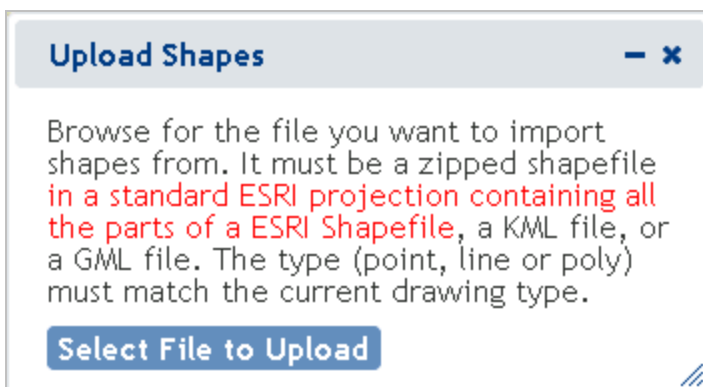 Upload Shapes
Browse for the file you want to import
shapes from. It must be a zipped shapefile
in a standard ESRI projection containing all
the parts of a ESRI Shapefile, a KML file, or
a GML file. The type (point, line or poly)
must match the current drawing type.
Select File to Upload